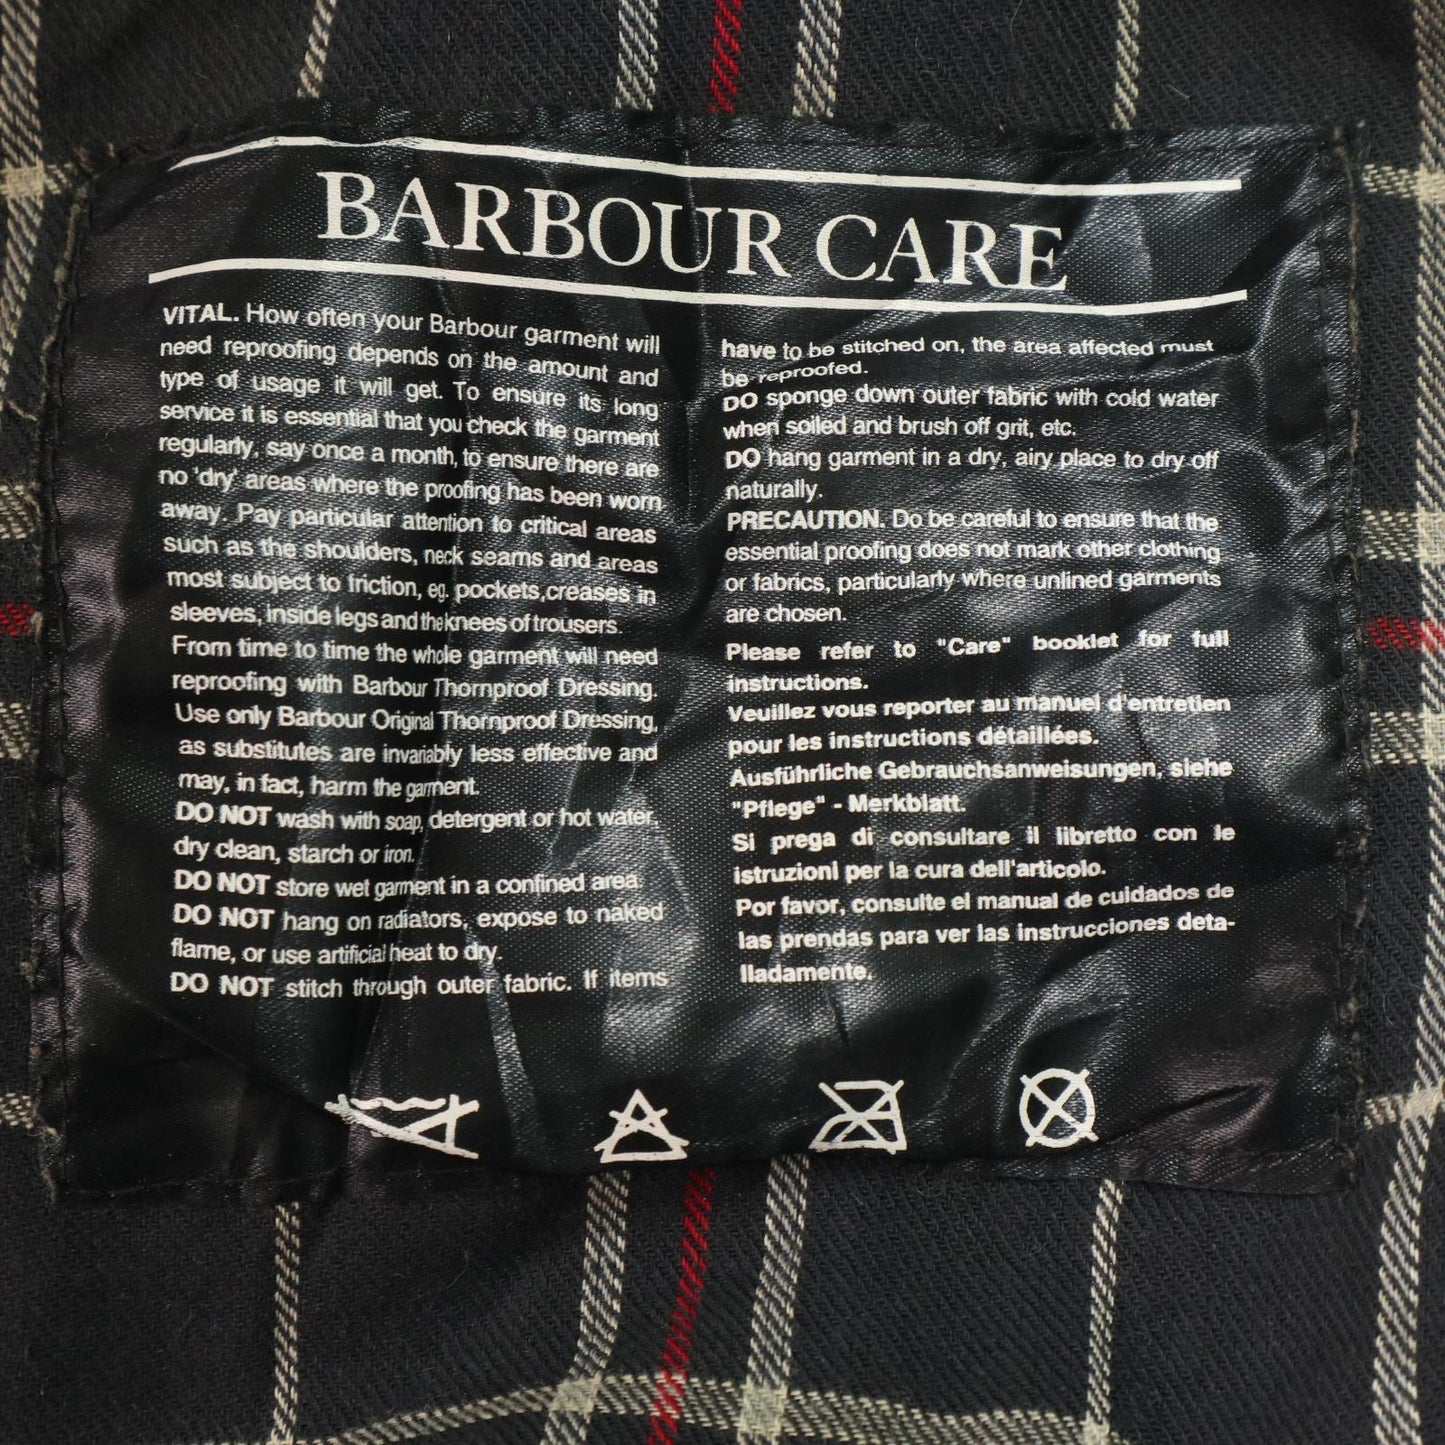 BARBOUR CARE
VITAL. How often your Barbour garment will
need reproofing depends on the amount and
type of usage it will get. To ensure its long
service it is essential that you check the garment
regularly, say once a month, to ensure there are
no 'dry' areas where the proofing has been worn
away. Pay particular attention to critical areas
such as the shoulders, neck seams and areas
most subject to friction, eg. pockets,creases in
sleeves, inside legs and the knees of trousers.
From time to time the whole garment will need
reproofing with Barbour Thornproof Dressing.
Use only Barbour Original Thornproof Dressing,
as substitutes are invariably less effective and
may, in fact, harm the garment.
DO NOT wash with soap, detergent or hot water,
dry clean, starch or iron.
DO NOT store wet garment in a confined area.
DO NOT hang on radiators, expose to naked
flame, or use artificial heat to dry.
DO NOT stitch through outer fabric. If items
have to be stitched on, the area affected must
be reproofed.
DO sponge down outer fabric with cold water
when soiled and brush off grit, etc.
DO hang garment in a dry, airy place to dry off
naturally.
PRECAUTION. Do be careful to ensure that the
essential proofing does not mark other clothing
or fabrics, particularly where unlined garments
are chosen.
Please refer to "Care" booklet for full
instructions.
Veuillez vous reporter au manuel d'entretien
pour les instructions détaillées.
Ausführliche Gebrauchsanweisungen, siehe
"Pflege" - Merkblatt.
Si prega di consultare il libretto con le
istruzioni per la cura dell'articolo.
Por favor, consulte el manual de cuidados de
las prendas para ver las instrucciones deta-
lladamente.